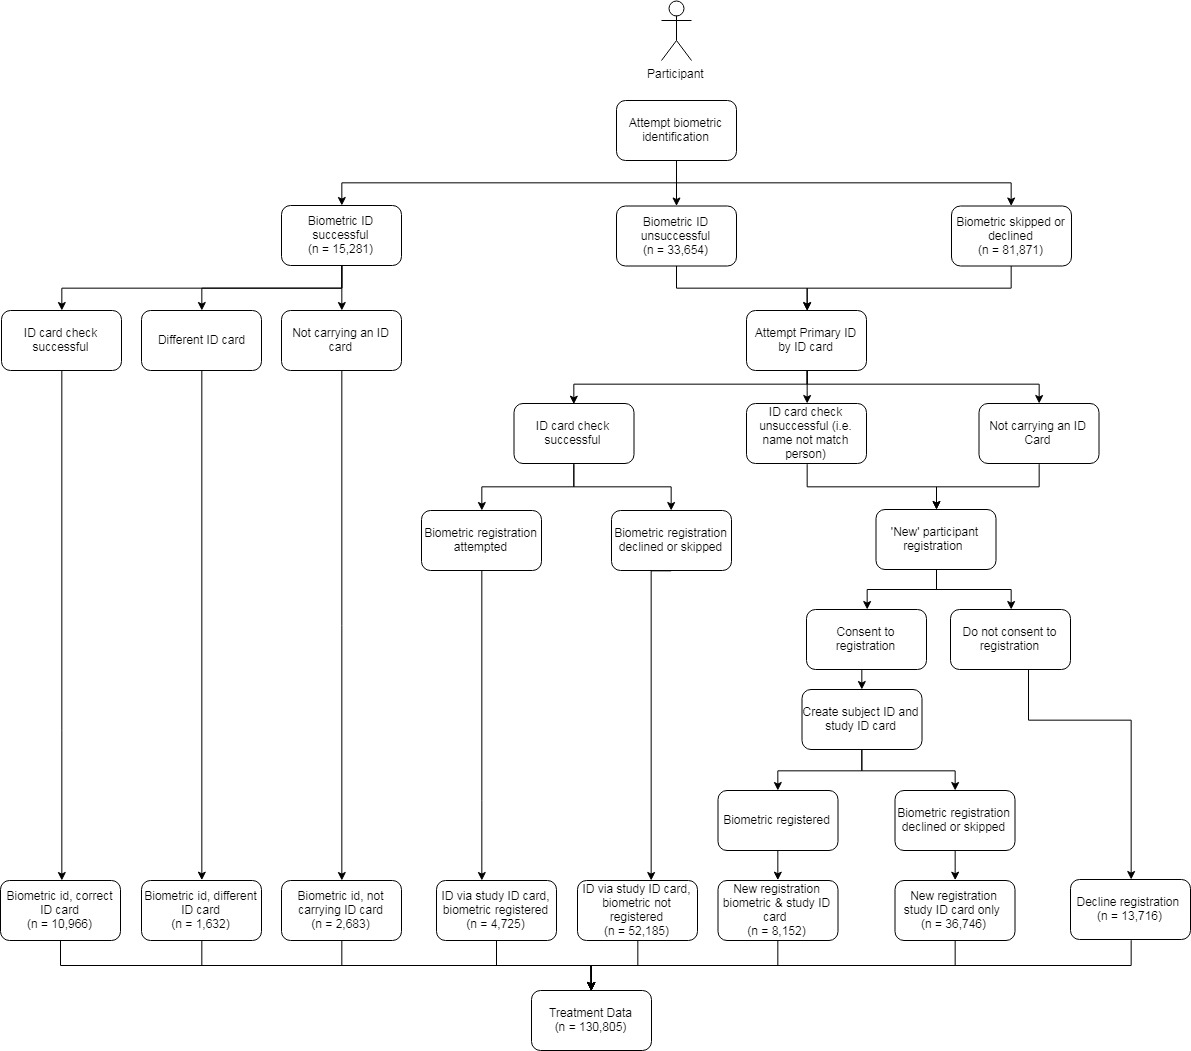 Participant
Attempt biometric
identification
Biometric ID
successful
(n = 15,281)
Biometric ID
unsuccessful
(n = 33,654)
Biometric skipped or
declined
(n = 81,871)
ID card check
successful
Different ID card
Not carrying an ID
card
Attempt Primary ID
by ID card
ID card check
successful
ID card check
unsuccessful (i.e.
name not match
person)
Not carrying an ID
Card
Biometric registration
attempted
Biometric registration
declined or skipped
'New' participant
registration
Consent to
registration
Do not consent to
registration
Create subject ID and
study ID card
Biometric registered
Biometric registration
declined or skipped
Biometric id, correct
ID card
(n = 10,966)
Biometric id, different
ID card
(n = 1,632)
Biometric id, not
carrying ID card
(n = 2,683)
ID via study ID card,
biometric registered
(n = 4,725)
ID via study ID card,
biometric not
registered
(n = 52,185)
New registration
biometric & study ID
card
(n = 8,152)
New registration
study ID card only
(n = 36,746)
Decline registration
(n = 13,716)
Treatment Data
(n = 130,805)